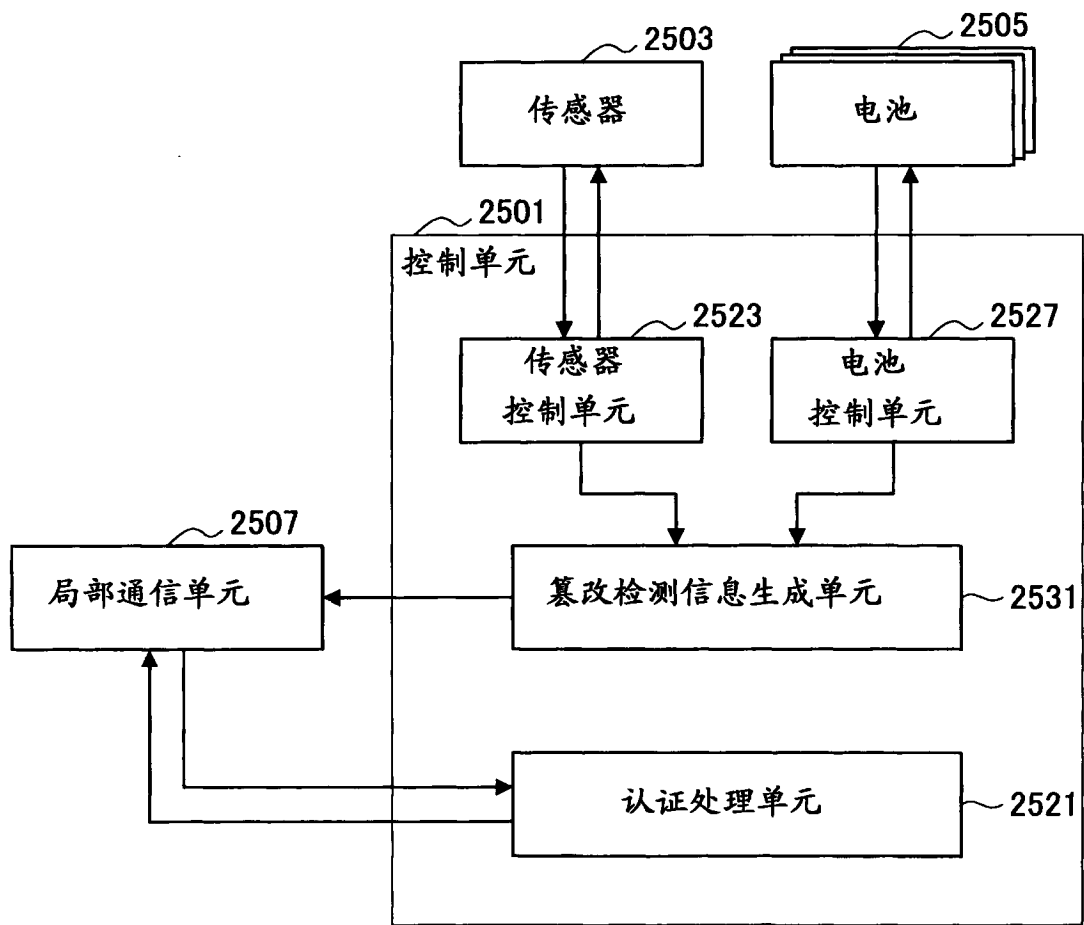 2503
2505
传感器
电池
2501
控制单元
2523
2527
传感器
控制单元
电池
控制单元
2507
局部通信单元
篡改检测信息生成单元
2531
认证处理单元
2521